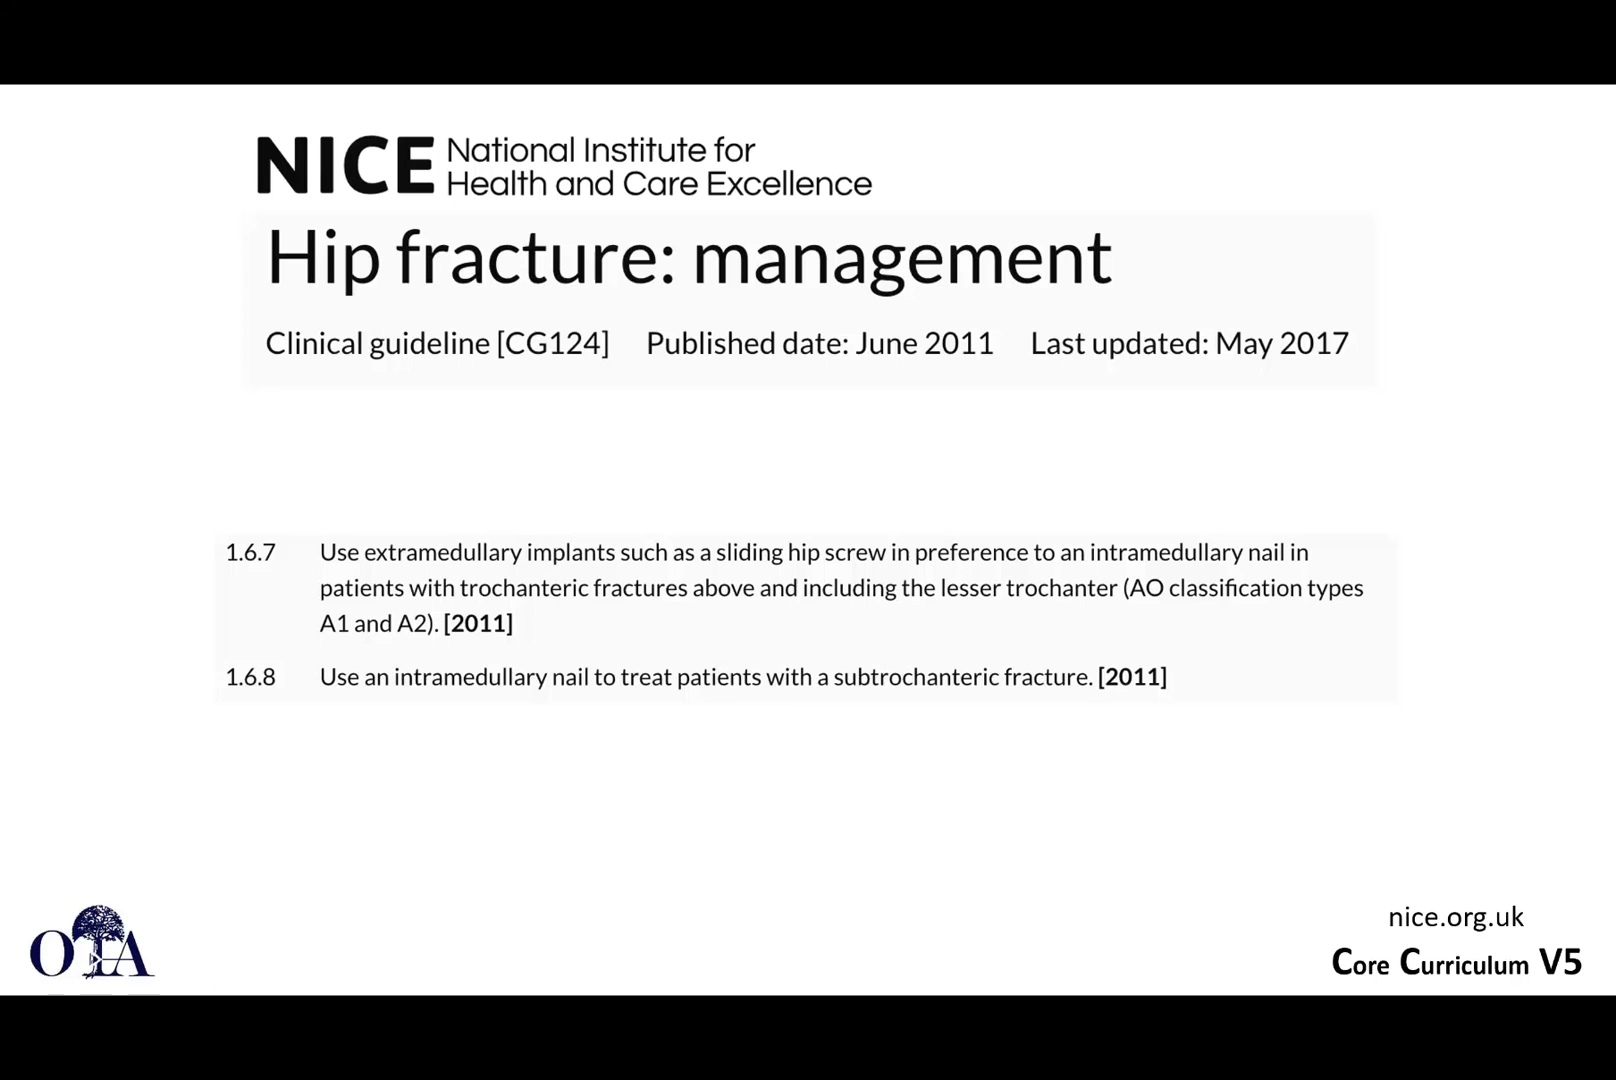 NICE National Institute for
Health and Care Excellence
Hip fracture: management
Clinical guideline [CG124] Published date: June 2011 Last updated: May 2017
1.6.7 Use extramedullary implants such as a sliding hip screw in preference to an intramedullary nail in
patients with trochanteric fractures above and including the lesser trochanter (AO classification types
A1 and A2). [2011]
1.6.8 Use an intramedullary nail to treat patients with a subtrochanteric fracture. [2011]
OTA
nice.org.uk
Core Curriculum V5